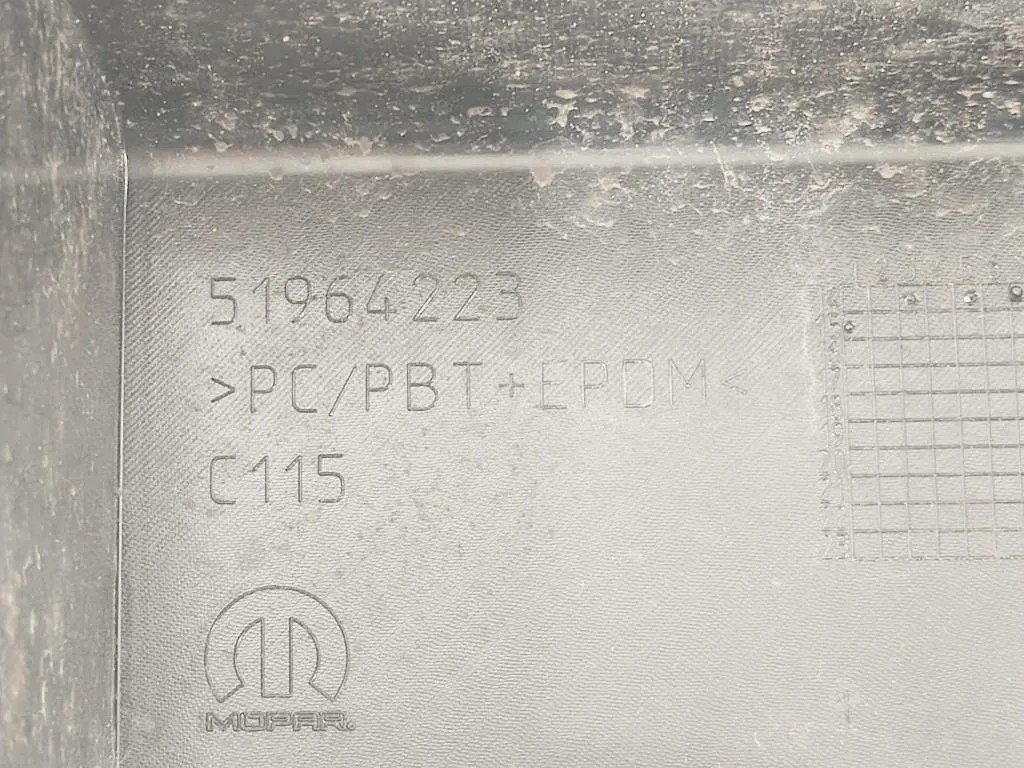 51964223
>PC/PBT+EPDM<
C115
MOPAR.